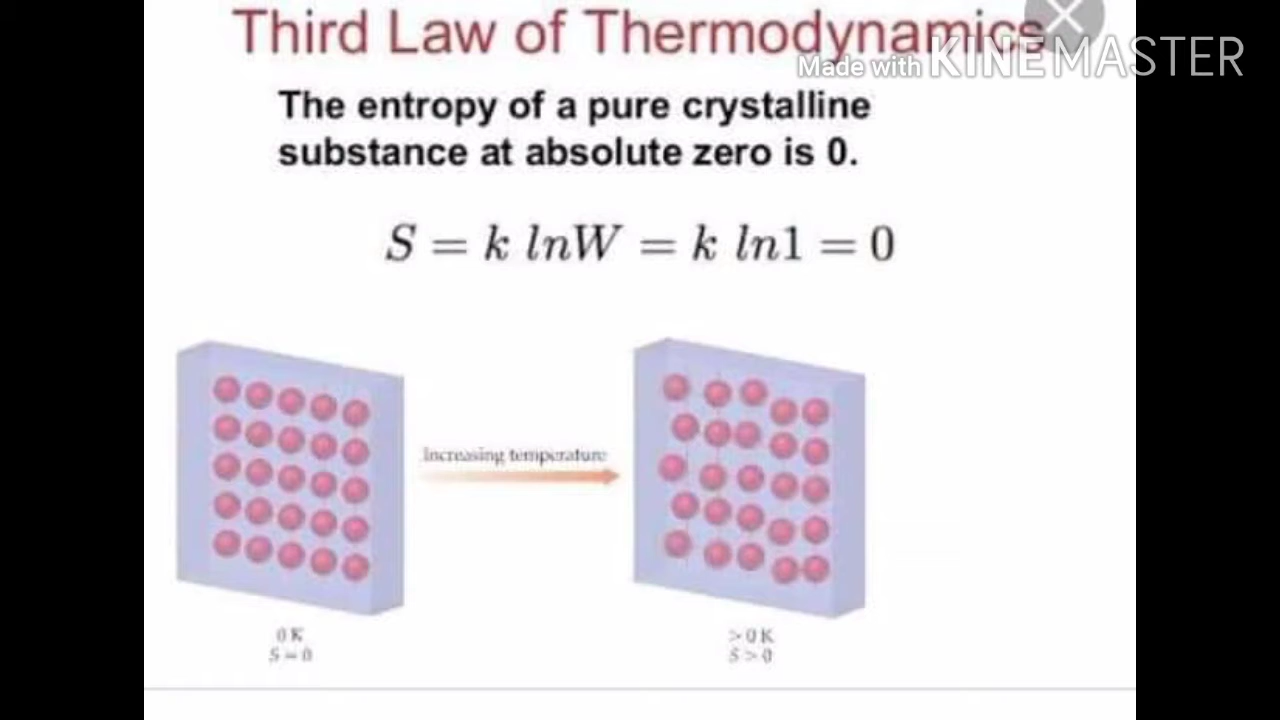 Third Law of Thermodynamics
Made with KINEMASTER
The entropy of a pure crystalline
substance at absolute zero is 0.
S = k lnW = k ln1 = 0
Increasing temperature
0 K
S = 0
> 0 K
S > 0